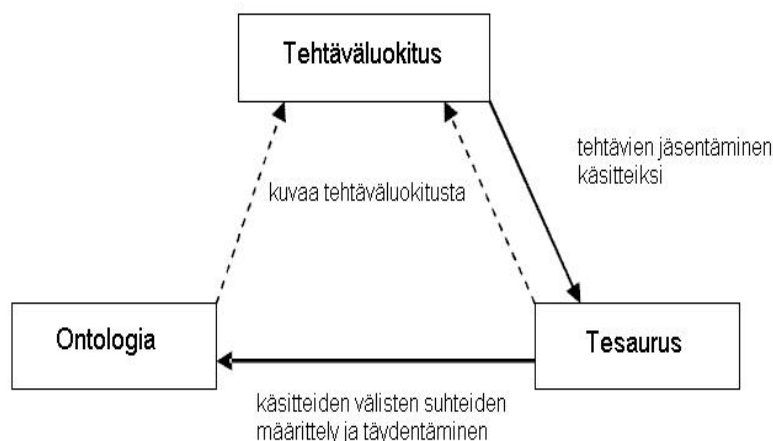 Tehtäväluokitus
tehtävien jäsentäminen
käsitteiksi
kuvaa tehtäväluokitusta
Ontologia
Tesaurus
käsitteiden välisten suhteiden
määrittely ja täydentäminen